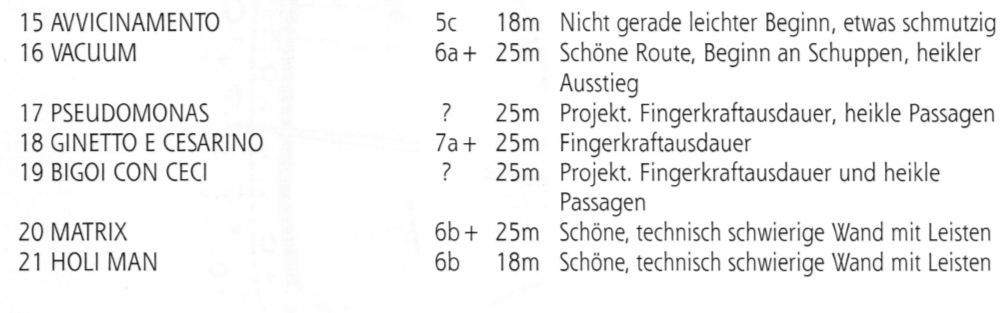 15 AVVICINAMENTO 5c 18m Nicht gerade leichter Beginn, etwas schmutzig
16 VACUUM 6a+ 25m Schöne Route, Beginn an Schuppen, heikler
Ausstieg
17 PSEUDOMONAS ? 25m Projekt. Fingerkraftausdauer, heikle Passagen
18 GINETTO E CESARINO 7a+ 25m Fingerkraftausdauer
19 BIGOI CON CECI ? 25m Projekt. Fingerkraftausdauer und heikle
Passagen
20 MATRIX 6b+ 25m Schöne, technisch schwierige Wand mit Leisten
21 HOLI MAN 6b 18m Schöne, technisch schwierige Wand mit Leisten